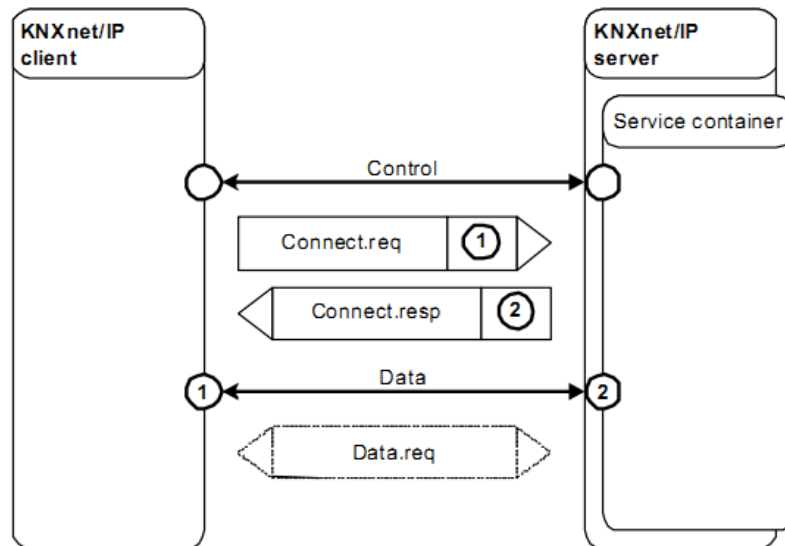 KNXnet/IP
client
KNXnet/IP
server
Service container
Control
Connect.req
1
Connect.resp
2
1
Data
2
Data.req